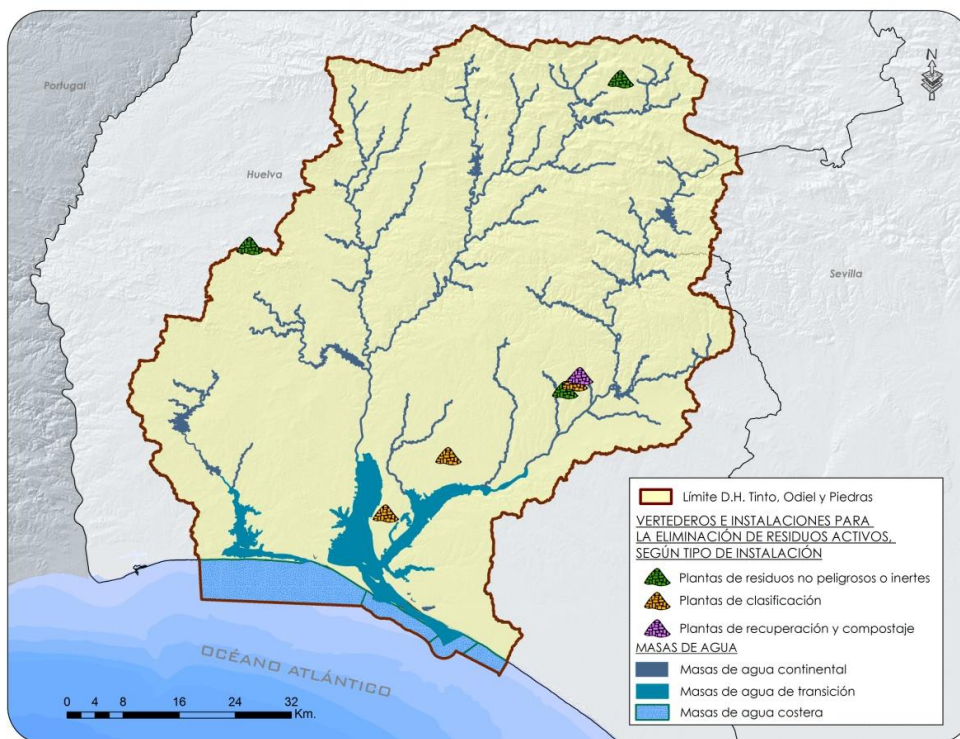 N
Portugal
Huelva
Sevilla
OCÉANO ATLÁNTICO
0 4 8 16 24 32
Km.
Límite D.H. Tinto, Odiel y Piedras
VERTEDEROS E INSTALACIONES PARA
LA ELIMINACIÓN DE RESIDUOS ACTIVOS,
SEGÚN TIPO DE INSTALACIÓN
Plantas de residuos no peligrosos o inertes
Plantas de clasificación
Plantas de recuperación y compostaje
MASAS DE AGUA
Masas de agua continental
Masas de agua de transición
Masas de agua costera